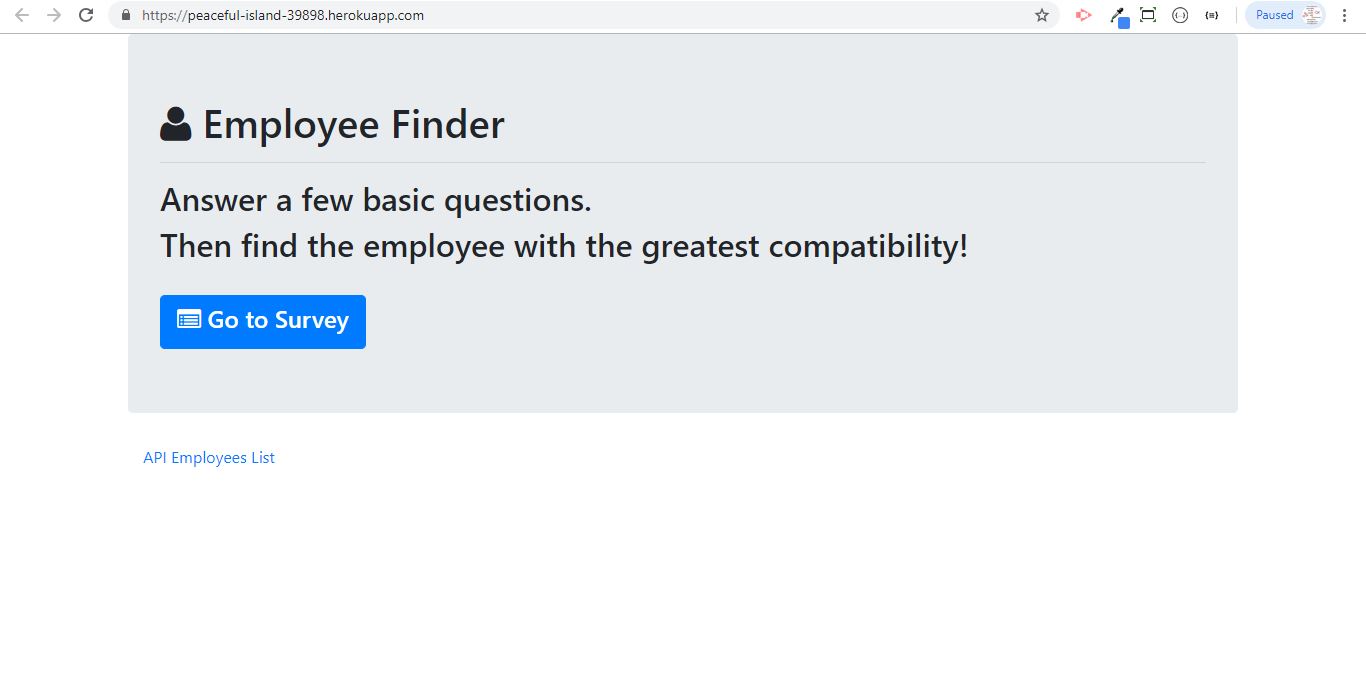 https://peaceful-island-39898.herokuapp.com
Paused
Employee Finder
Answer a few basic questions.
Then find the employee with the greatest compatibility!
Go to Survey
API Employees List